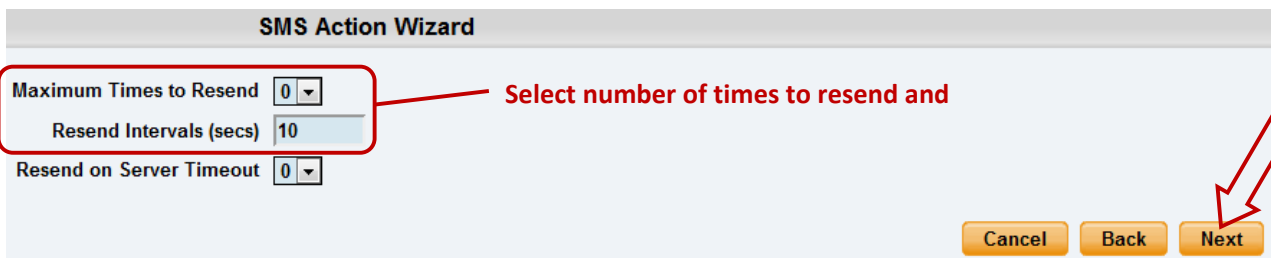 SMS Action Wizard
Maximum Times to Resend 0
Select number of times to resend and
Resend Intervals (secs) 10
Resend on Server Timeout 0
Cancel Back Next